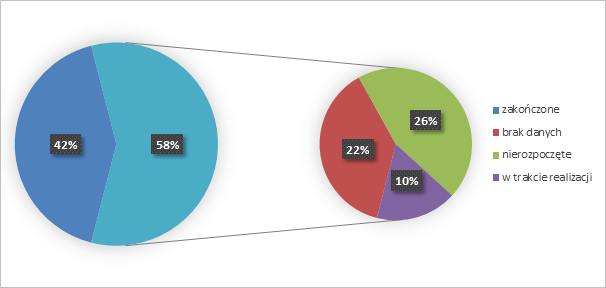 42%
58%
22%
26%
10%
zakończone
brak danych
nierozpoczęte
w trakcie realizacji